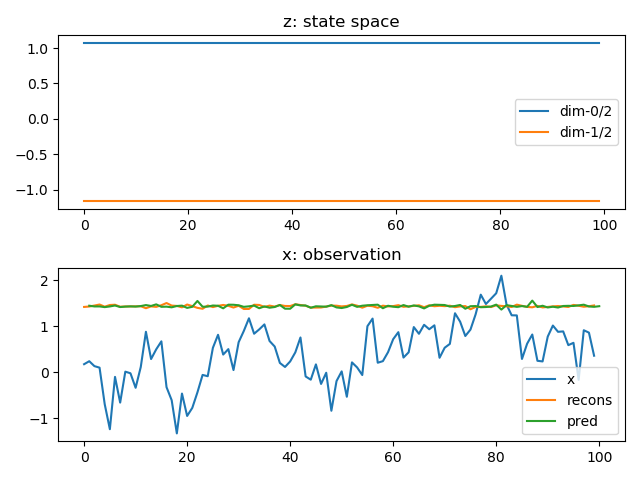 z: state space
1.0
0.5
0.0
−0.5
−1.0
dim-0/2
dim-1/2
0 20 40 60 80 100
x: observation
2
1
0
−1
x
recons
pred
0 20 40 60 80 100